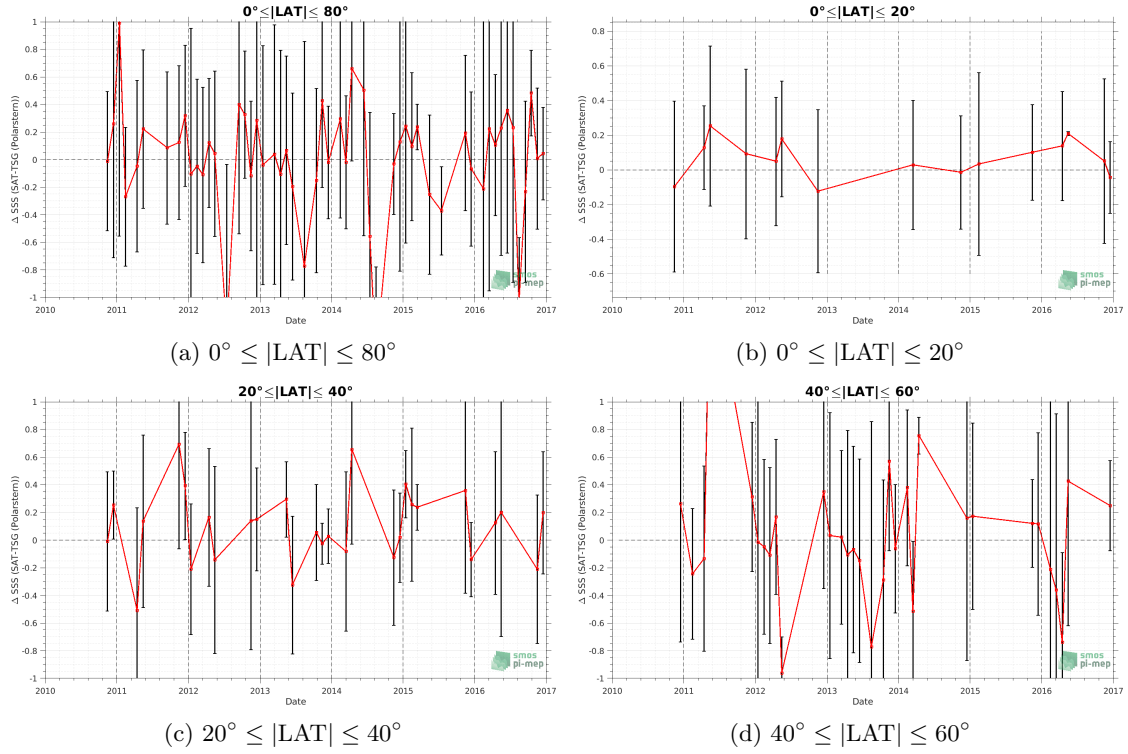 0°≤|LAT|≤ 80°
Δ SSS (SAT-TSG (Polarstern))
1
0.8
0.6
0.4
0.2
0
-0.2
-0.4
-0.6
-0.8
-1
2010 2011 2012 2013 2014 2015 2016 2017
Date
smos
pi-mep
(a) 0° ≤ |LAT| ≤ 80°
0°≤|LAT|≤ 20°
Δ SSS (SAT-TSG (Polarstern))
0.8
0.6
0.4
0.2
0
-0.2
-0.4
-0.6
2010 2011 2012 2013 2014 2015 2016 2017
Date
smos
pi-mep
(b) 0° ≤ |LAT| ≤ 20°
20°≤|LAT|≤ 40°
Δ SSS (SAT-TSG (Polarstern))
1
0.8
0.6
0.4
0.2
0
-0.2
-0.4
-0.6
-0.8
-1
2010 2011 2012 2013 2014 2015 2016 2017
Date
smos
pi-mep
(c) 20° ≤ |LAT| ≤ 40°
40°≤|LAT|≤ 60°
Δ SSS (SAT-TSG (Polarstern))
1
0.8
0.6
0.4
0.2
0
-0.2
-0.4
-0.6
-0.8
-1
2010 2011 2012 2013 2014 2015 2016 2017
Date
smos
pi-mep
(d) 40° ≤ |LAT| ≤ 60°